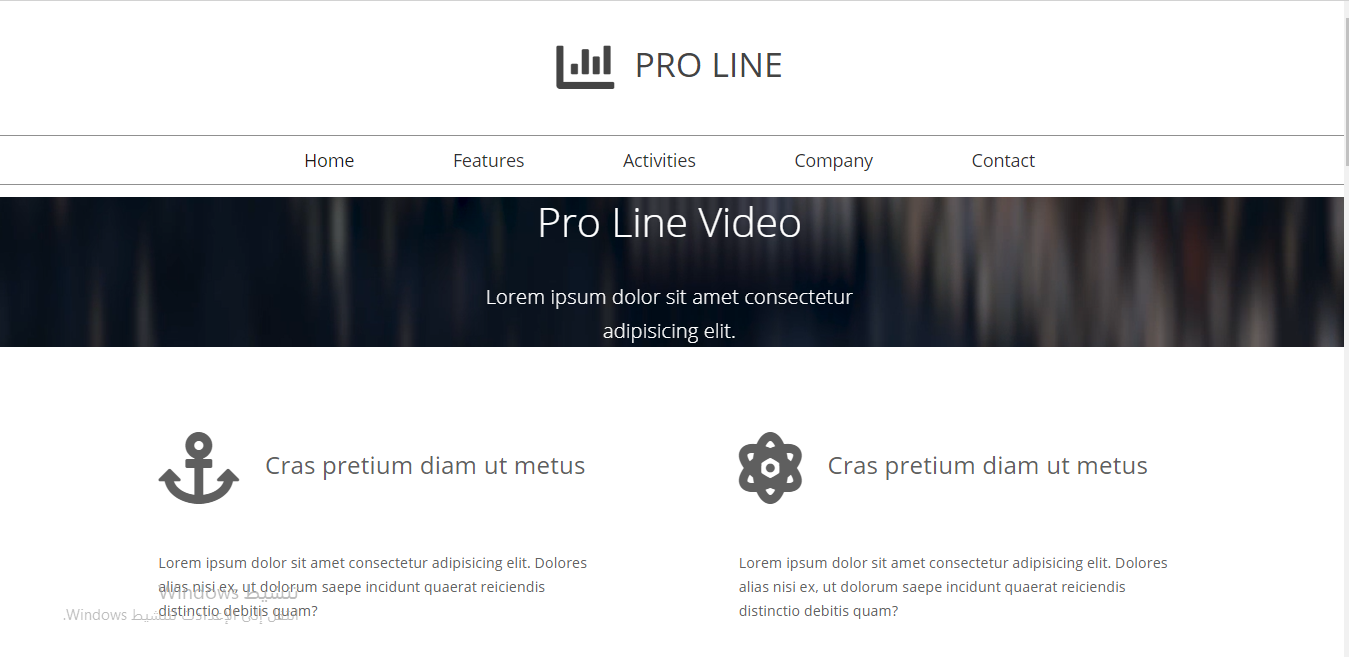 PRO LINE
Home Features Activities Company Contact
Pro Line Video
Lorem ipsum dolor sit amet consectetur
adipisicing elit.
Cras pretium diam ut metus
Lorem ipsum dolor sit amet consectetur adipisicing elit. Dolores
alias nisi ex, ut dolorum saepe incidunt quaerat reiciendis
distinctio debitis quam?
Cras pretium diam ut metus
Lorem ipsum dolor sit amet consectetur adipisicing elit. Dolores
alias nisi ex, ut dolorum saepe incidunt quaerat reiciendis
distinctio debitis quam?
تنشيط Windows
انتقل إلى الإعدادات لتنشيط Windows.